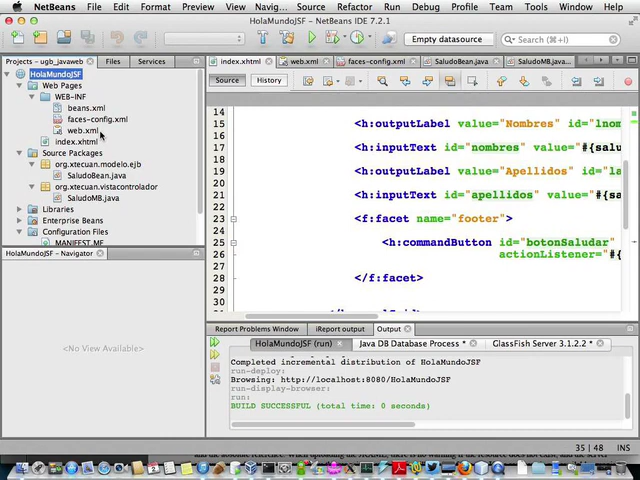 File Edit Format View Navig... Source Refactor Run Debug Profile Team Tools Window
HolaMundoJSF - NetBeans IDE 7.2.1
Empty datasource
Search (⌘+I)
Projects - ugb_javaweb
Files
Services
index.xhtml
web.xml
faces-config.xml
SaludoBean.java
SaludoMB.java...
HolaMundoJSF
Source
History
Web Pages
WEB-INF
beans.xml
faces-config.xml
web.xml
index.xhtml
Source Packages
org.xtecuan.modelo.ejb
SaludoBean.java
org.xtecuan.vistacontrolador
SaludoMB.java
Libraries
Enterprise Beans
Configuration Files
MANIFEST.MF
14
15 <h:outputLabel value="Nombres" id="lnom
16
17 <h:inputText id="nombres" value="#{salu
18
19 <h:outputLabel value="Apellidos" id="la
20
21 <h:inputText id="apellidos" value="#{sa
22
23 <f:facet name="footer">
24
25 <h:commandButton id="botonSaludar"
26 actionListener="#{
27
28 </f:facet>
29
30
HolaMundoJSF - Navigator
<No View Available>
Report Problems Window
iReport output
Output
HolaMundoJSF (run)
Java DB Database Process *
GlassFish Server 3.1.2.2 *
Completed incremental distribution of HolaMundoJSF
run-deploy:
Browsing: http://localhost:8080/HolaMundoJSF
run-display-browser:
run:
BUILD SUCCESSFUL (total time: 0 seconds)
35 | 48 INS